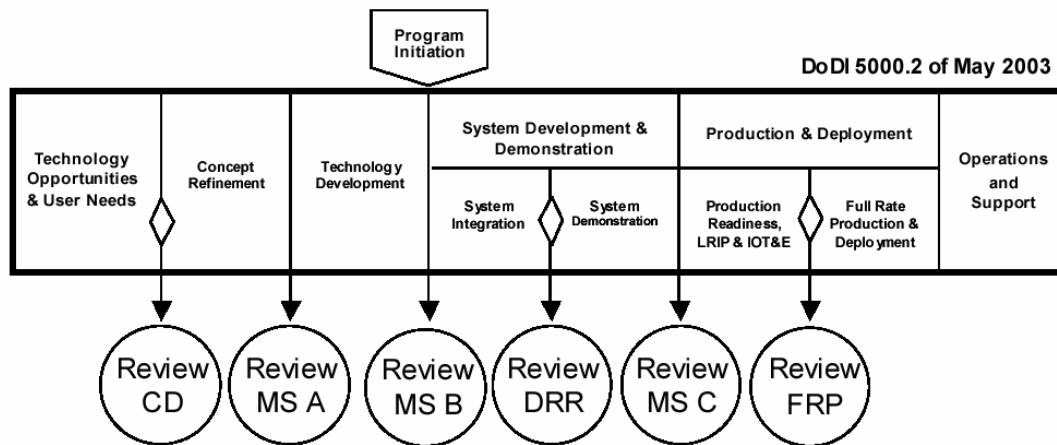 Program
Initiation
DoDI 5000.2 of May 2003
Technology
Opportunities
& User Needs
Concept
Refinement
Technology
Development
System Development &
Demonstration
System
Integration
System
Demonstration
Production & Deployment
Production
Readiness,
LRIP & IOT&E
Full Rate
Production &
Deployment
Operations
and
Support
Review
CD
Review
MS A
Review
MS B
Review
DRR
Review
MS C
Review
FRP